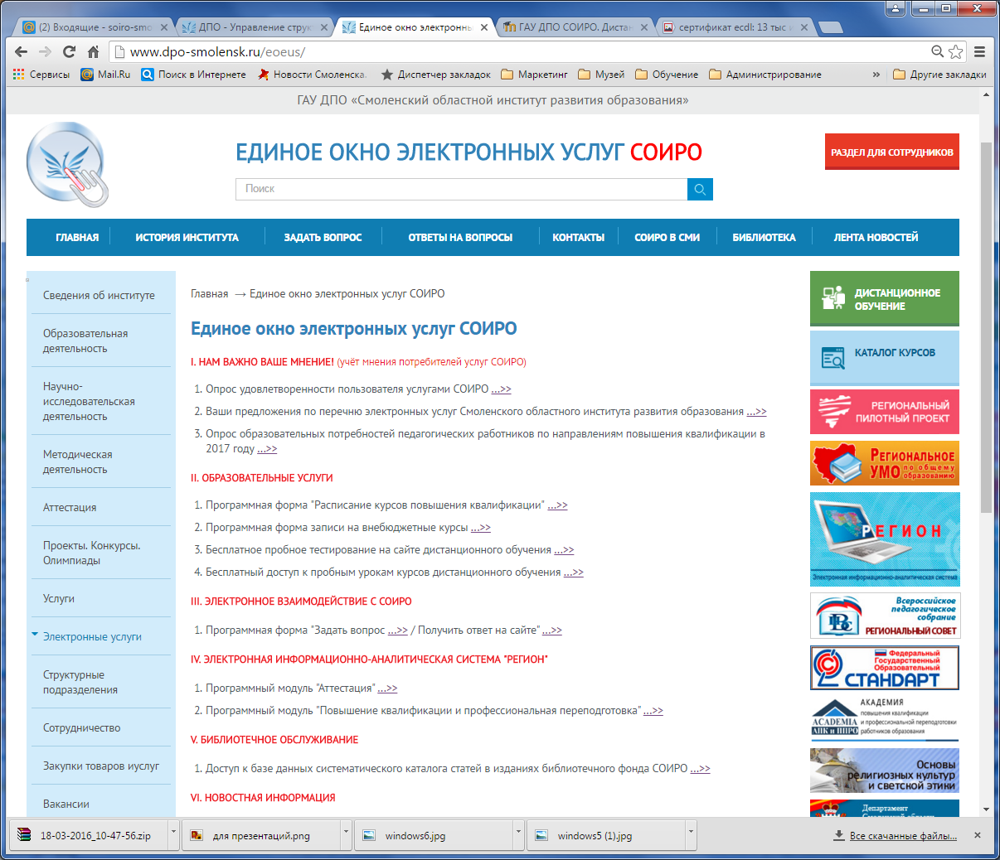 (2) Входящие - soiro-smo
ДПО - Управление струк
Единое окно электронны
ГАУ ДПО СОИРО. Дистан
сертификат ecdl: 13 тыс и
www.dpo-smolensk.ru/eoeus/
Сервисы
Mail.Ru
Поиск в Интернете
Новости Смоленска.
Диспетчер закладок
Маркетинг
Музей
Обучение
Администрирование
»
Другие закладки
ГАУ ДПО «Смоленский областной институт развития образования»
ЕДИНОЕ ОКНО ЭЛЕКТРОННЫХ УСЛУГ СОИРО
РАЗДЕЛ ДЛЯ СОТРУДНИКОВ
Поиск
ГЛАВНАЯ
ИСТОРИЯ ИНСТИТУТА
ЗАДАТЬ ВОПРОС
ОТВЕТЫ НА ВОПРОСЫ
КОНТАКТЫ
СОИРО В СМИ
БИБЛИОТЕКА
ЛЕНТА НОВОСТЕЙ
Сведения об институте
Образовательная
деятельность
Научно-
исследовательская
деятельность
Методическая
деятельность
Аттестация
Проекты. Конкурсы.
Олимпиады
Услуги
Электронные услуги
Структурные
подразделения
Сотрудничество
Закупки товаров иуслуг
Вакансии
Главная → Единое окно электронных услуг СОИРО
Единое окно электронных услуг СОИРО
I. НАМ ВАЖНО ВАШЕ МНЕНИЕ! (учёт мнения потребителей услуг СОИРО)
1. Опрос удовлетворенности пользователя услугами СОИРО ...>>
2. Ваши предложения по перечню электронных услуг Смоленского областного института развития образования ...>>
3. Опрос образовательных потребностей педагогических работников по направлениям повышения квалификации в
2017 году ...>>
II. ОБРАЗОВАТЕЛЬНЫЕ УСЛУГИ
1. Программная форма "Расписание курсов повышения квалификации" ...>>
2. Программная форма записи на внебюджетные курсы ...>>
3. Бесплатное пробное тестирование на сайте дистанционного обучения ...>>
4. Бесплатный доступ к пробным урокам курсов дистанционного обучения ...>>
III. ЭЛЕКТРОННОЕ ВЗАИМОДЕЙСТВИЕ С СОИРО
1. Программная форма "Задать вопрос ...>> / Получить ответ на сайте" ...>>
IV. ЭЛЕКТРОННАЯ ИНФОРМАЦИОННО-АНАЛИТИЧЕСКАЯ СИСТЕМА "РЕГИОН"
1. Программный модуль "Аттестация" ...>>
2. Программный модуль "Повышение квалификации и профессиональная переподготовка" ...>>
V. БИБЛИОТЕЧНОЕ ОБСЛУЖИВАНИЕ
1. Доступ к базе данных систематического каталога статей в изданиях библиотечного фонда СОИРО ...>>
VI. НОВОСТНАЯ ИНФОРМАЦИЯ
ДИСТАНЦИОННОЕ
ОБУЧЕНИЕ
КАТАЛОГ КУРСОВ
РЕГИОНАЛЬНЫЙ
ПИЛОТНЫЙ ПРОЕКТ
РЕГИОНАЛЬНОЕ
УМО по общему
образованию
РЕГИОН
Электронная информационно-аналитическая система
Всероссийское
педагогическое
собрание
РЕГИОНАЛЬНЫЙ СОВЕТ
Федеральный
Государственный
Образовательный
СТАНДАРТ
АКАДЕМИЯ
повышения квалификации
и профессиональной переподготовки
работников образования
ACADEMIA
АПК и ППРО
Основы
религиозных культур
и светской этики
Департамент
Смоленской области
18-03-2016_10-47-56.zip
для презентаций.png
windows6.jpg
windows5 (1).jpg
Все скачанные файлы...